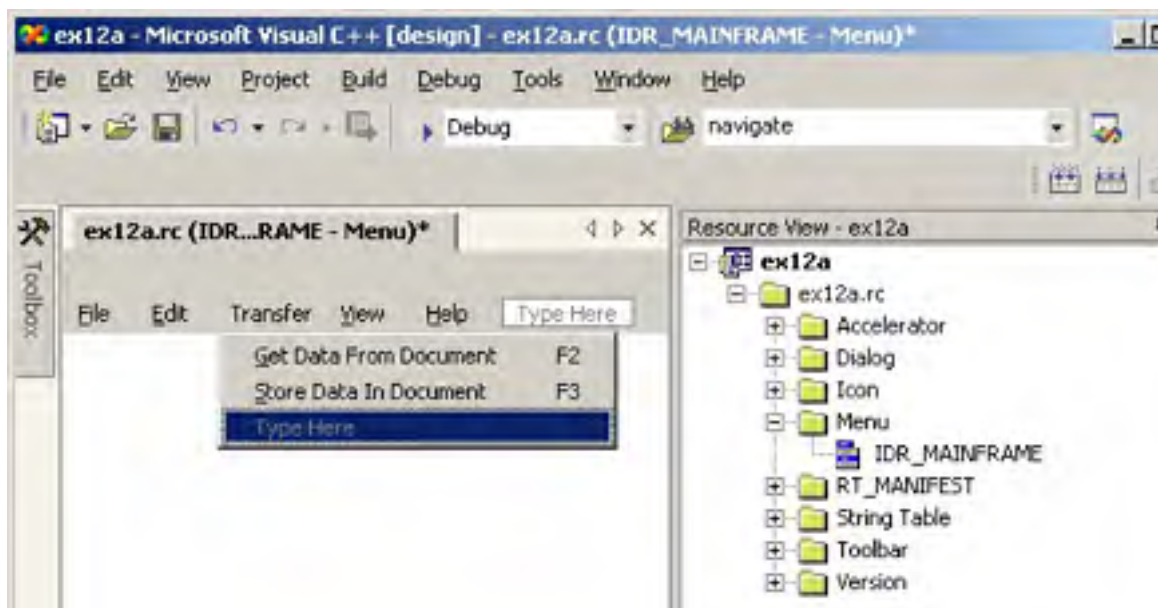 ex12a - Microsoft Visual C++ [design] - ex12a.rc (IDR_MAINFRAME - Menu)*
File Edit View Project Build Debug Tools Window Help
Debug navigate
Toolbox
ex12a.rc (IDR...RAME - Menu)*
File Edit Transfer View Help Type Here
Get Data From Document F2
Store Data In Document F3
Type Here
Resource View - ex12a
ex12a
ex12a.rc
Accelerator
Dialog
Icon
Menu
IDR_MAINFRAME
RT_MANIFEST
String Table
Toolbar
Version